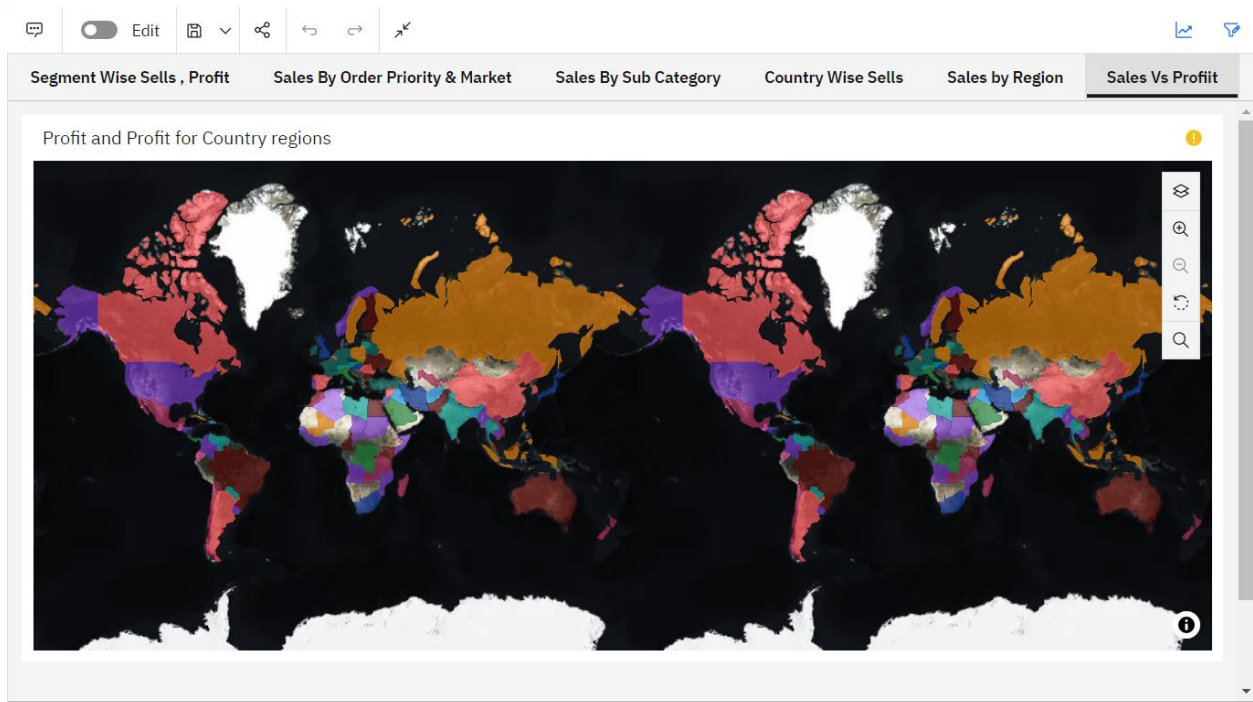 Edit
Segment Wise Sells , Profit Sales By Order Priority & Market Sales By Sub Category Country Wise Sells Sales by Region Sales Vs Profiit
Profit and Profit for Country regions